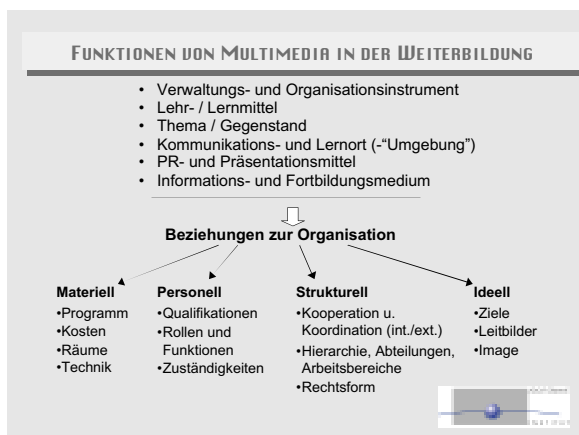 FUNKTIONEN VON MULTIMEDIA IN DER WEITERBILDUNG
• Verwaltungs- und Organisationsinstrument
• Lehr- / Lernmittel
• Thema / Gegenstand
• Kommunikations- und Lernort (-“Umgebung”)
• PR- und Präsentationsmittel
• Informations- und Fortbildungsmedium
Beziehungen zur Organisation
Materiell
•Programm
•Kosten
•Räume
•Technik
Personell
•Qualifikationen
•Rollen und
Funktionen
•Zuständigkeiten
Strukturell
•Kooperation u.
Koordination (int./ext.)
•Hierarchie, Abteilungen,
Arbeitsbereiche
•Rechtsform
Ideell
•Ziele
•Leitbilder
•Image